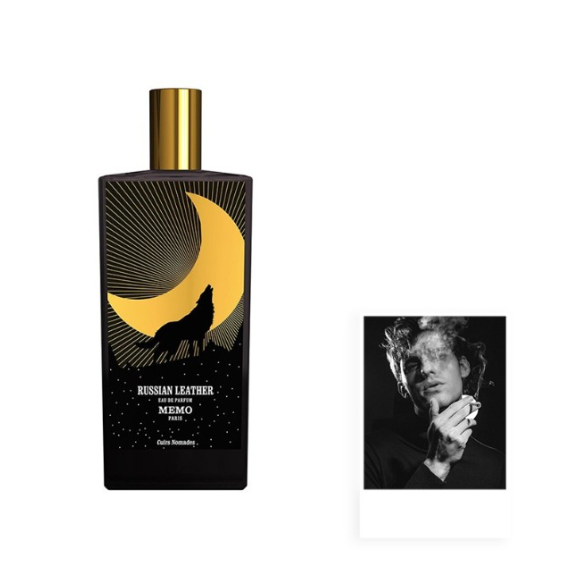 RUSSIAN LEATHER
EAU DE PARFUM
MEMO
PARIS
Cuirs Nomades